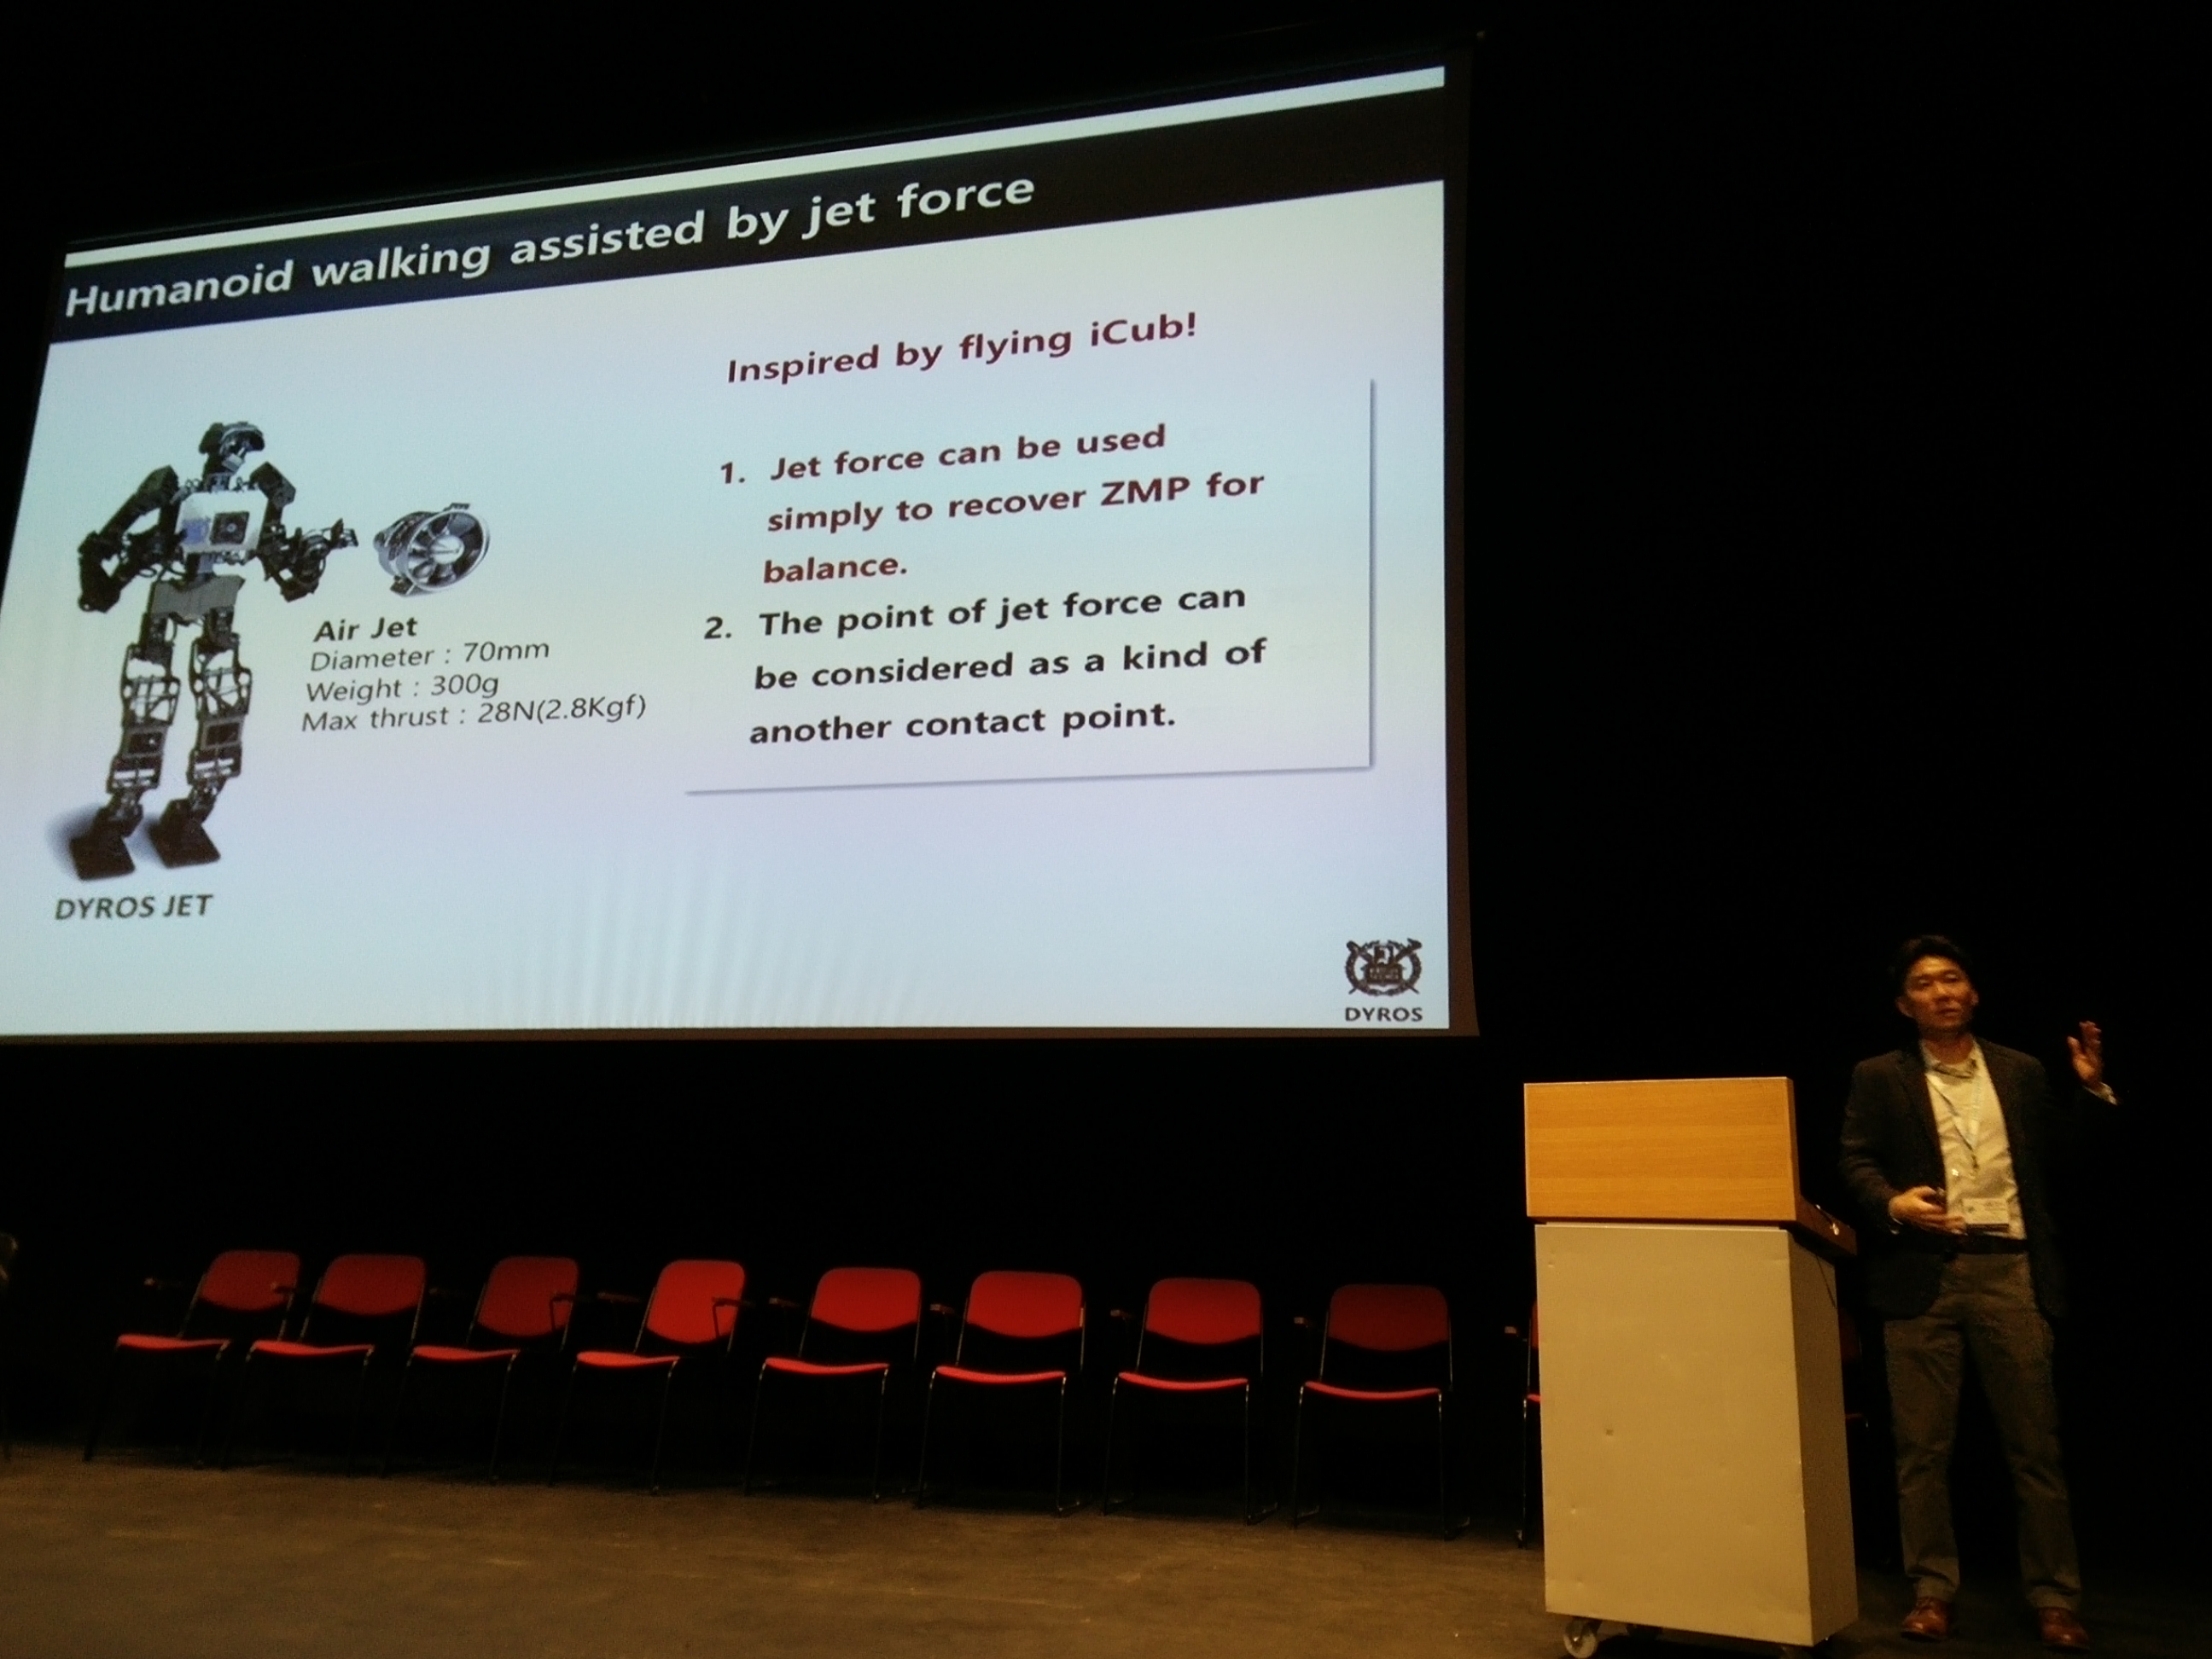 Humanoid walking assisted by jet force
Inspired by flying iCub!
1. Jet force can be used
simply to recover ZMP for
balance.
2. The point of jet force can
be considered as a kind of
another contact point.
Air Jet
Diameter : 70mm
Weight : 300g
Max thrust : 28N(2.8Kgf)
DYROS JET
DYROS